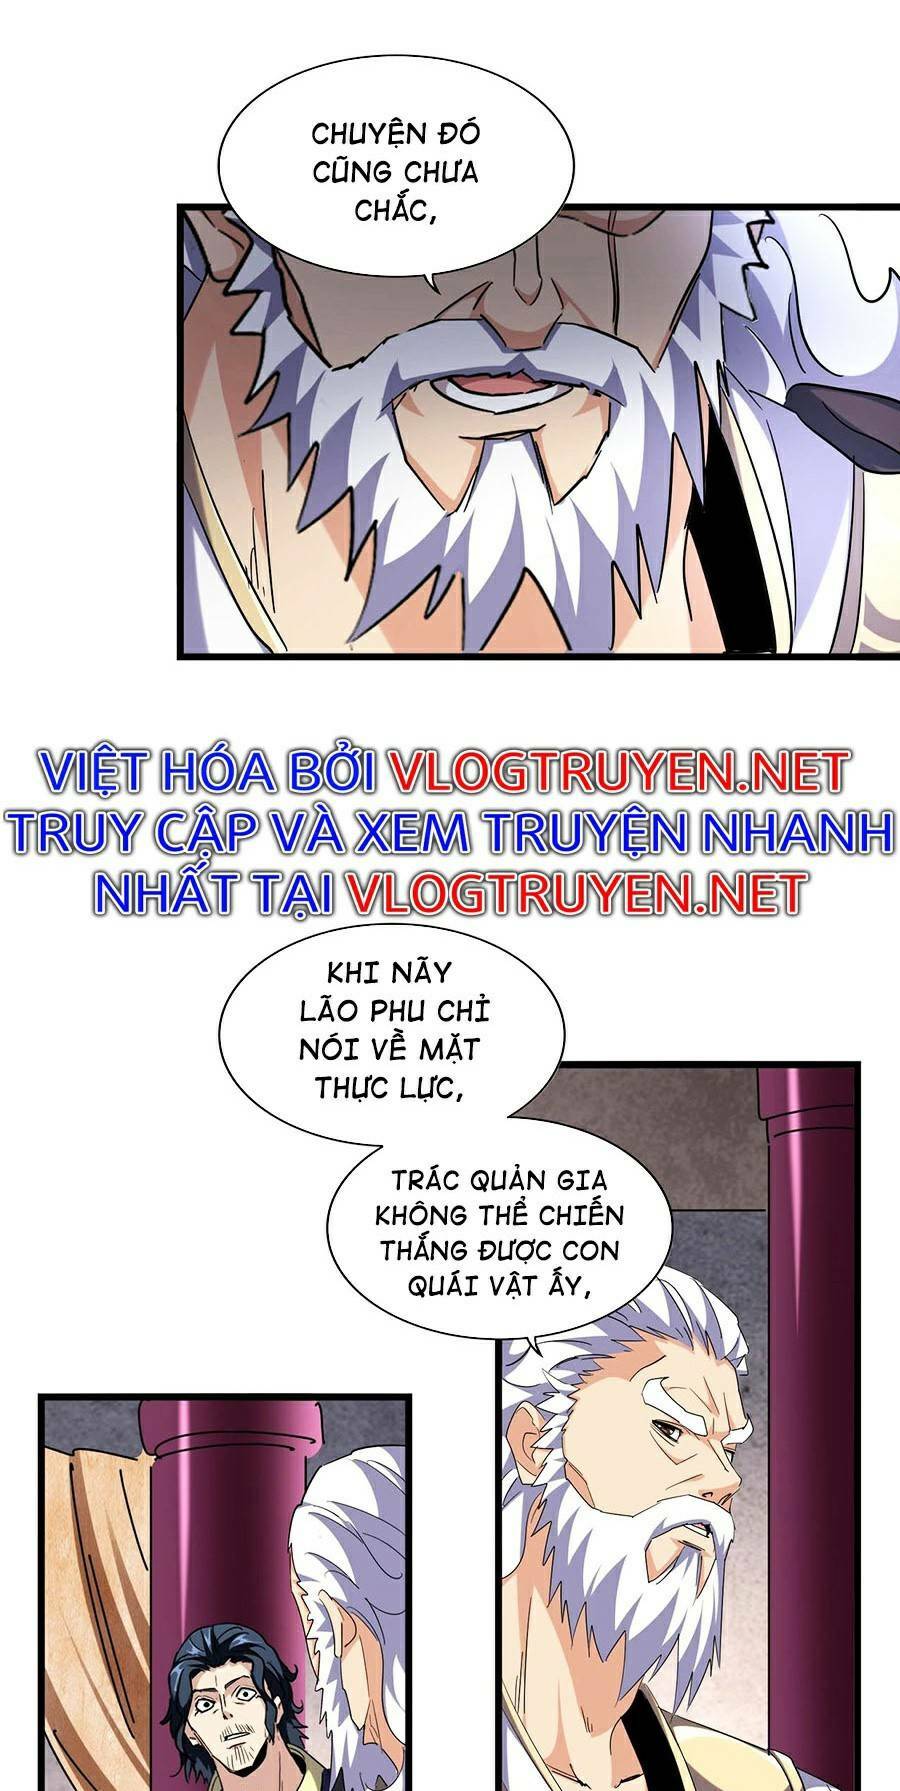 CHUYỆN ĐÓ
CŨNG CHƯA
CHẮC,
VIỆT HÓA BỞI VLOGTRUYEN.NET
TRUY CẬP VÀ XEM TRUYỆN NHANH
NHẤT TẠI VLOGTRUYEN.NET
KHI NÃY
LÃO PHU CHỈ
NÓI VỀ MẶT
THỰC LỰC,
TRÁC QUẢN GIA
KHÔNG THỂ CHIẾN
THẮNG ĐƯỢC CON
QUÁI VẬT ẤY,